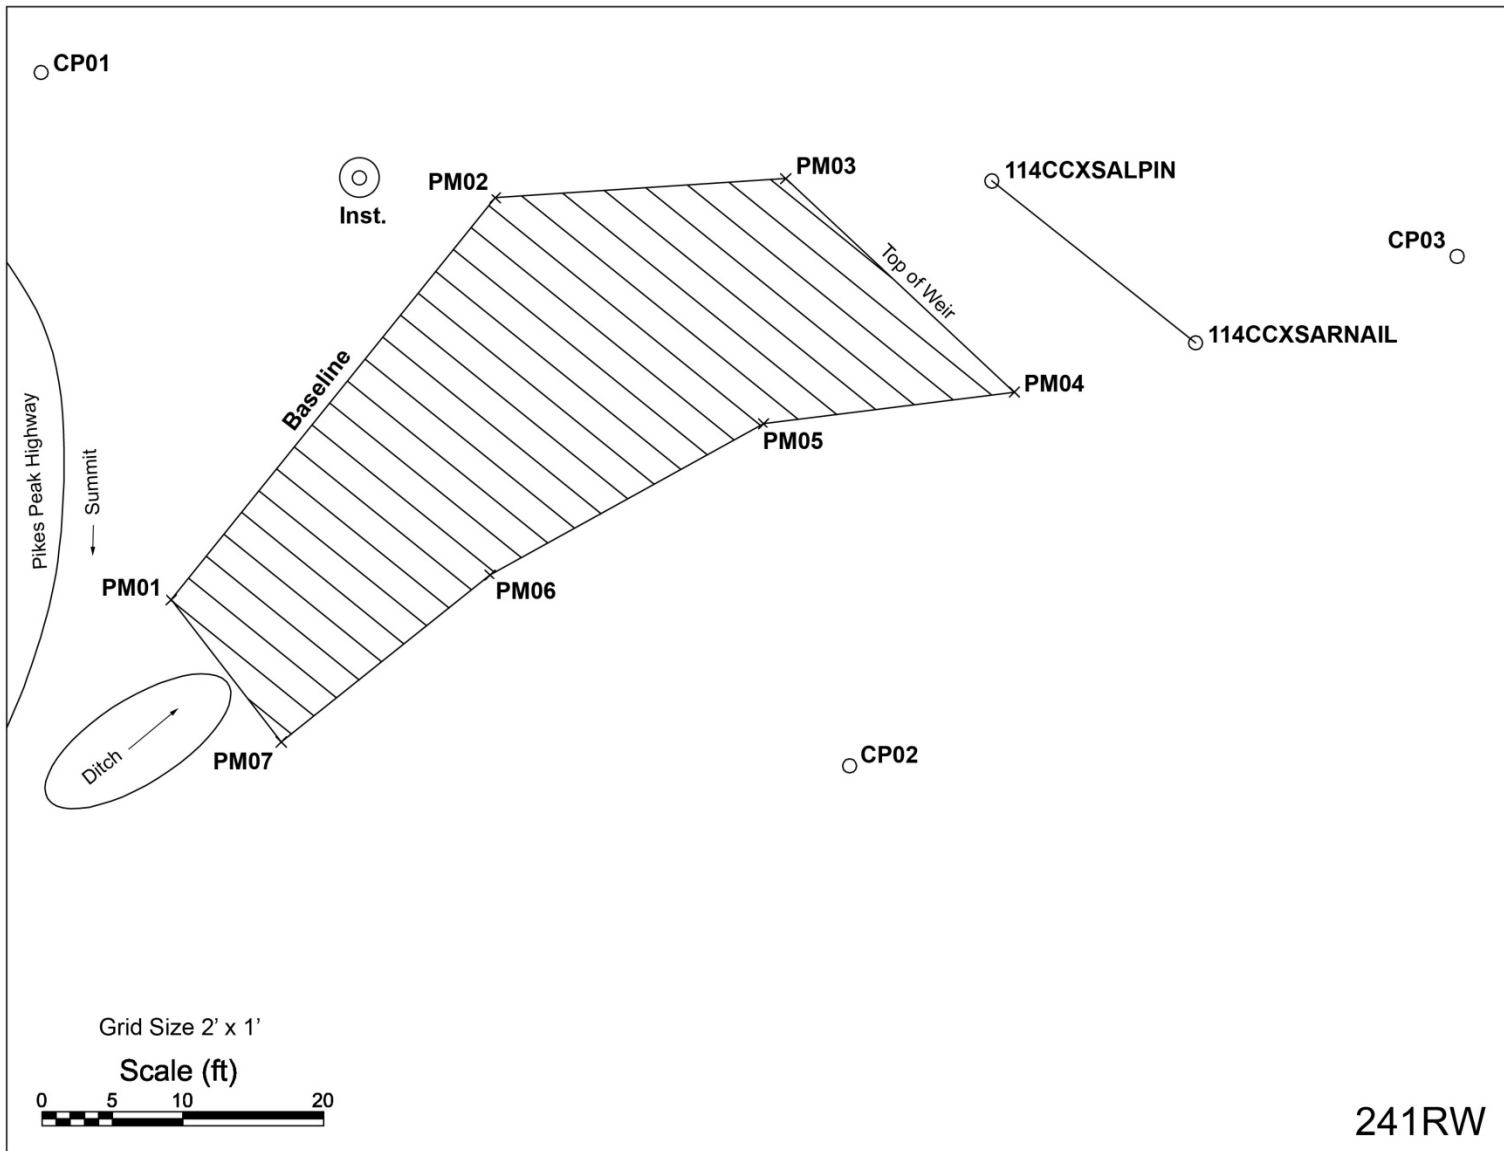 CP01
PM02
PM03
114CCXSALPIN
Inst.
CP03
Top of Weir
114CCXSARNAIL
Baseline
PM04
Pikes Peak Highway
Summit
PM05
PM01
PM06
Ditch
PM07
CP02
Grid Size 2’ x 1’
Scale (ft)
0 5 10 20
241RW